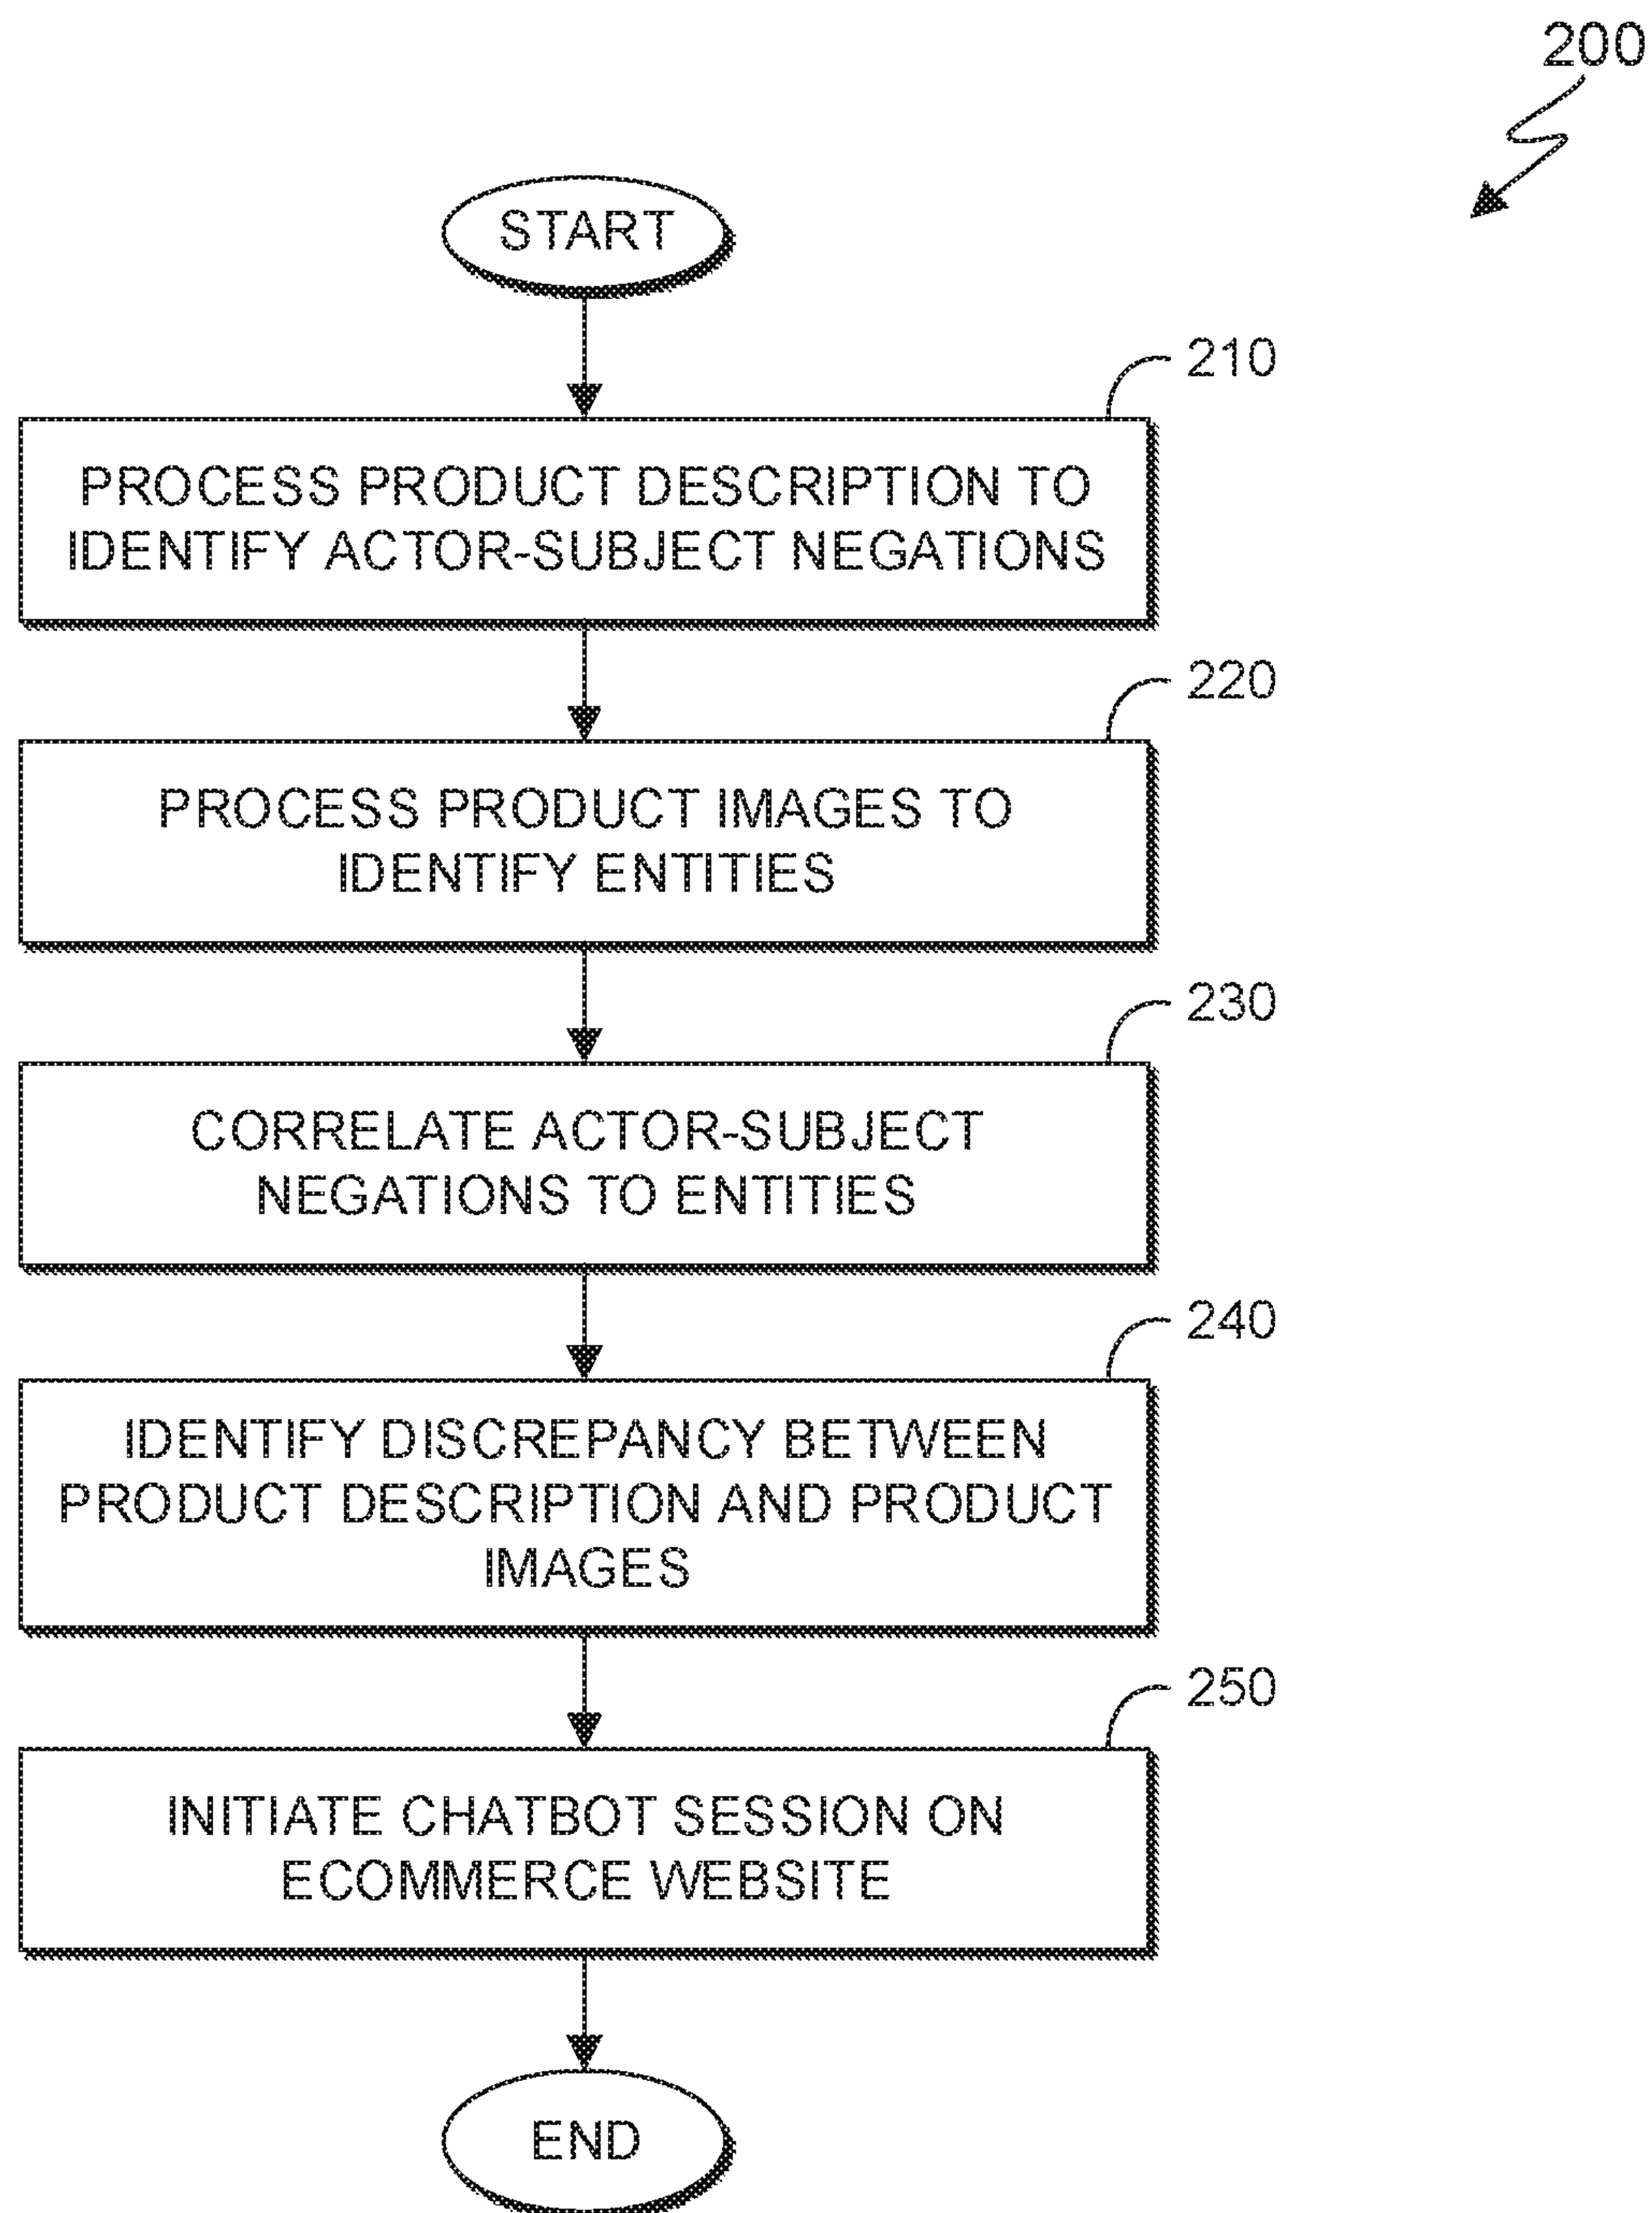 200
START
210
PROCESS PRODUCT DESCRIPTION TO
IDENTIFY ACTOR-SUBJECT NEGATIONS
220
PROCESS PRODUCT IMAGES TO
IDENTIFY ENTITIES
230
CORRELATE ACTOR-SUBJECT
NEGATIONS TO ENTITIES
240
IDENTIFY DISCREPANCY BETWEEN
PRODUCT DESCRIPTION AND PRODUCT
IMAGES
250
INITIATE CHATBOT SESSION ON
ECOMMERCE WEBSITE
END